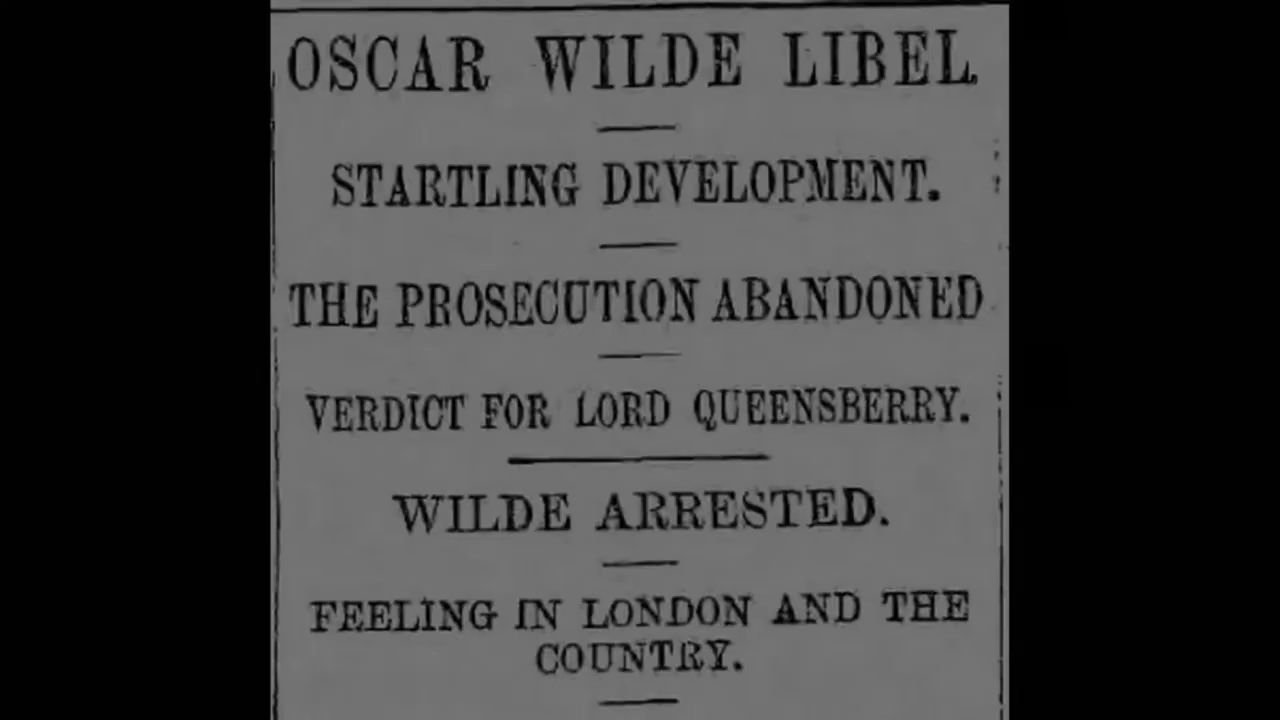 OSCAR WILDE LIBEL
STARTLING DEVELOPMENT.
THE PROSECUTION ABANDONED
VERDICT FOR LORD QUEENSBERRY.
WILDE ARRESTED.
FEELING IN LONDON AND THE
COUNTRY.